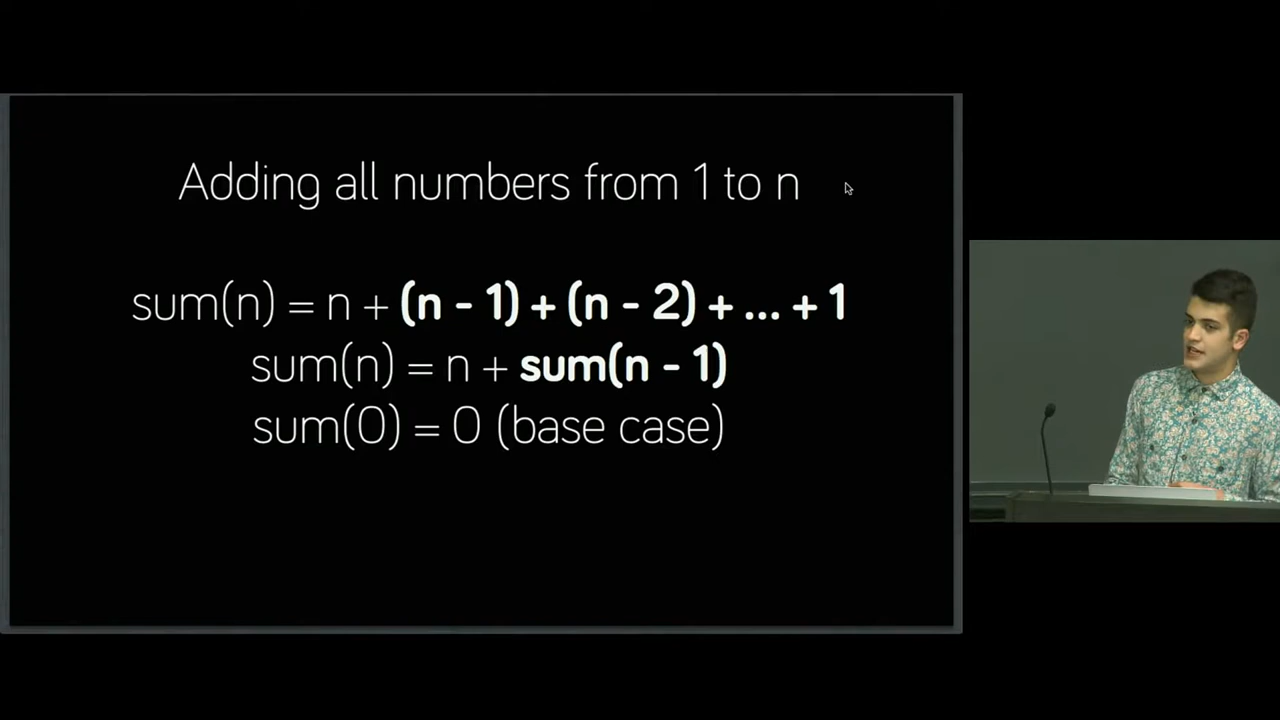 Adding all numbers from 1 to n
sum(n) = n + (n - 1) + (n - 2) + ... + 1
sum(n) = n + sum(n - 1)
sum(0) = 0 (base case)